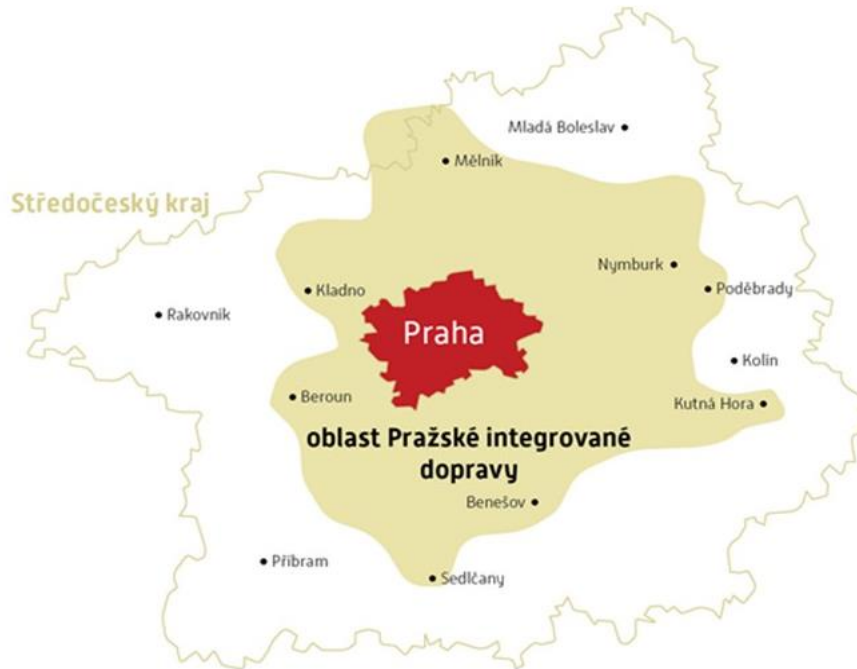 Mladá Boleslav
Mělník
Středočeský kraj
Nymburk
Kladno
Poděbrady
Rakovník
Praha
Kolín
Beroun
Kutná Hora
oblast Pražské integrované
dopravy
Benešov
Příbram
Sedlčany